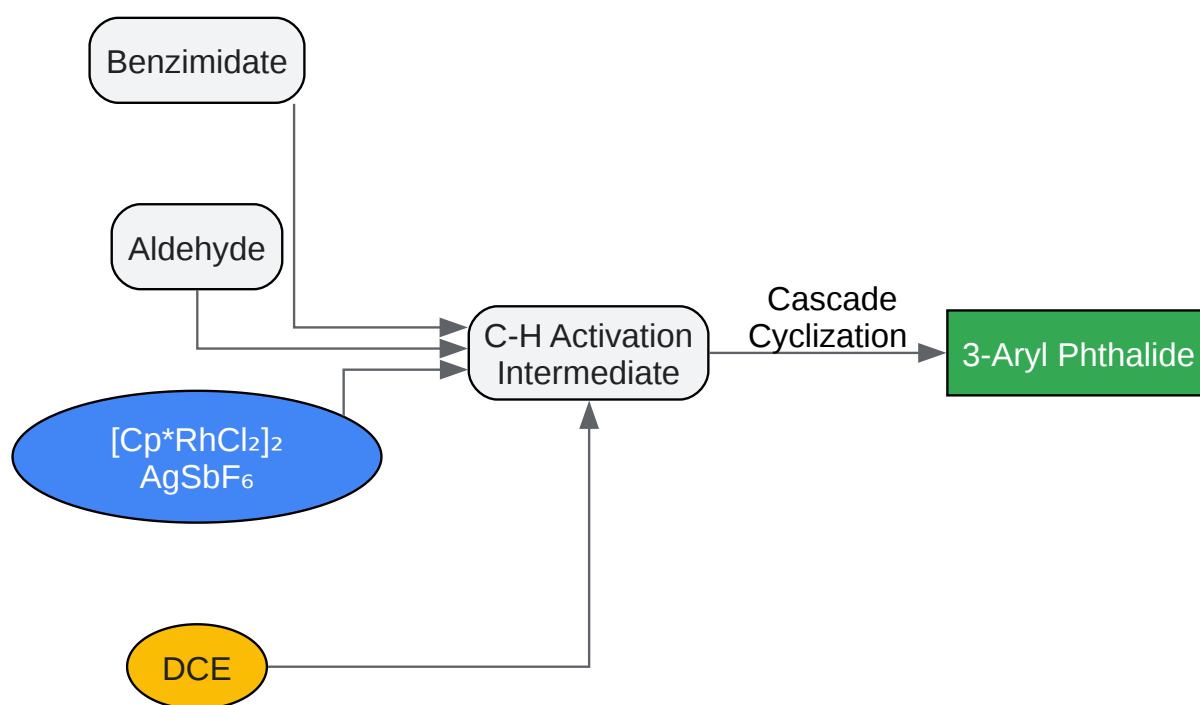 Benzimidate
Aldehyde
[Cp*RhCl₂]₂
AgSbF₆
DCE
C-H Activation
Intermediate
Cascade
Cyclization
3-Aryl Phthalide